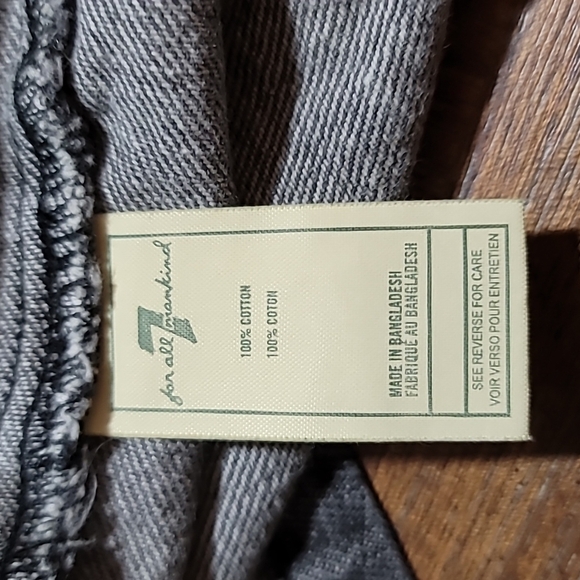 7
for all mankind
100% COTTON
100% COTON
MADE IN BANGLADESH
FABRIQUÉ AU BANGLADESH
SEE REVERSE FOR CARE
VOIR VERSO POUR ENTRETIEN